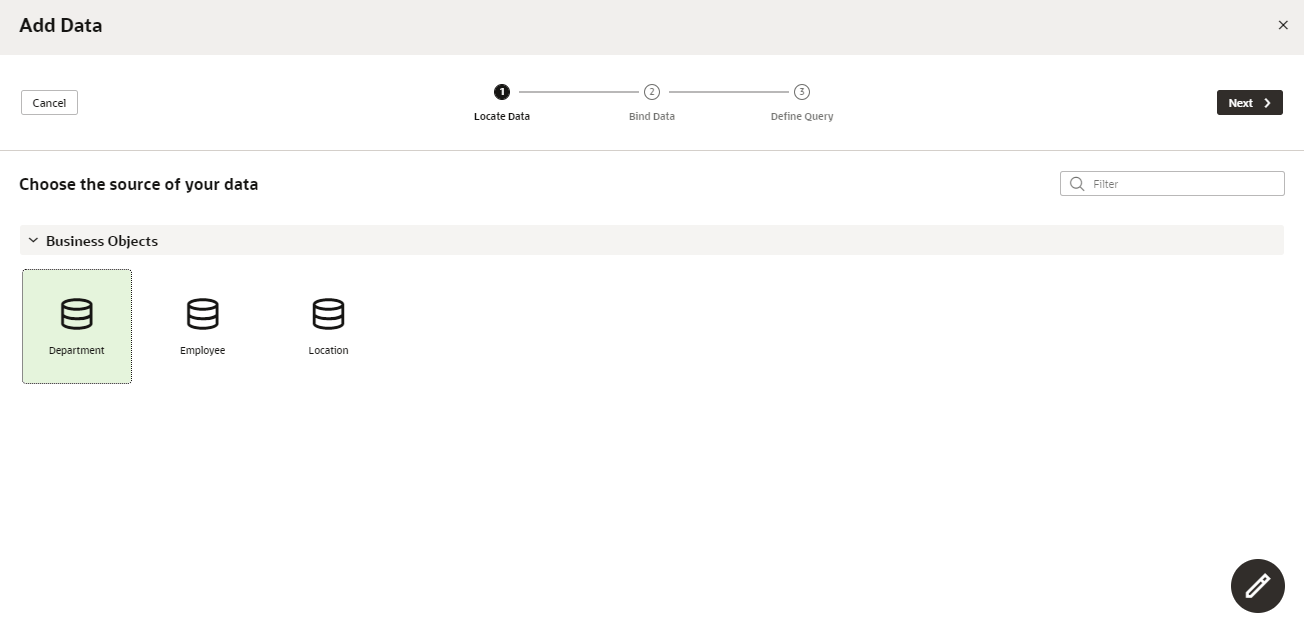 Add Data
Cancel
1
2
3
Locate Data
Bind Data
Define Query
Next
Choose the source of your data
Filter
Business Objects
Department
Employee
Location